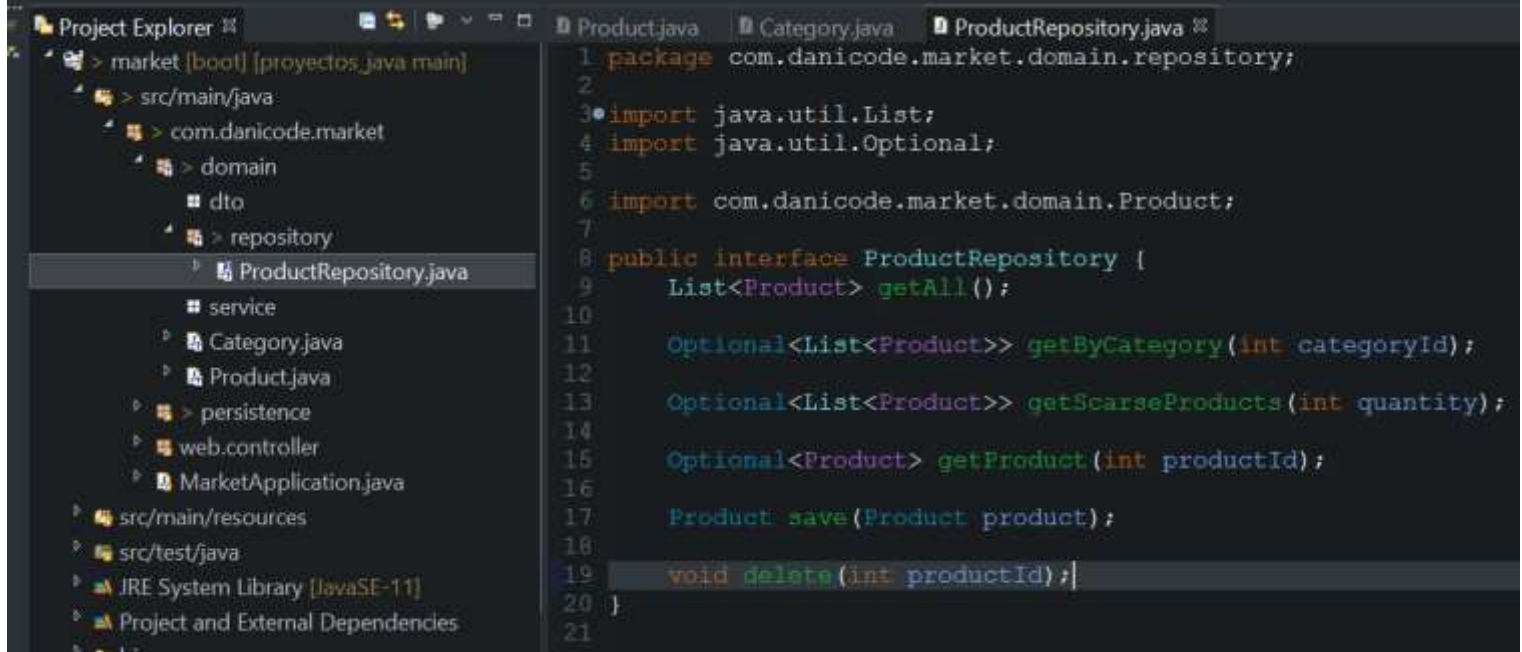 Project Explorer
> market [boot] [proyectos_java main]
> src/main/java
> com.danicode.market
> domain
dto
> repository
ProductRepository.java
service
Category.java
Product.java
> persistence
web.controller
MarketApplication.java
src/main/resources
src/test/java
JRE System Library [JavaSE-11]
Project and External Dependencies
Product.java Category.java ProductRepository.java
1 package com.danicode.market.domain.repository;
2
3 import java.util.List;
4 import java.util.Optional;
5
6 import com.danicode.market.domain.Product;
7
8 public interface ProductRepository {
9 List<Product> getAll();
10
11 Optional<List<Product>> getByCategory(int categoryId);
12
13 Optional<List<Product>> getScarseProducts(int quantity);
14
15 Optional<Product> getProduct(int productId);
16
17 Product save(Product product);
18
19 void delete(int productId);
20 }
21